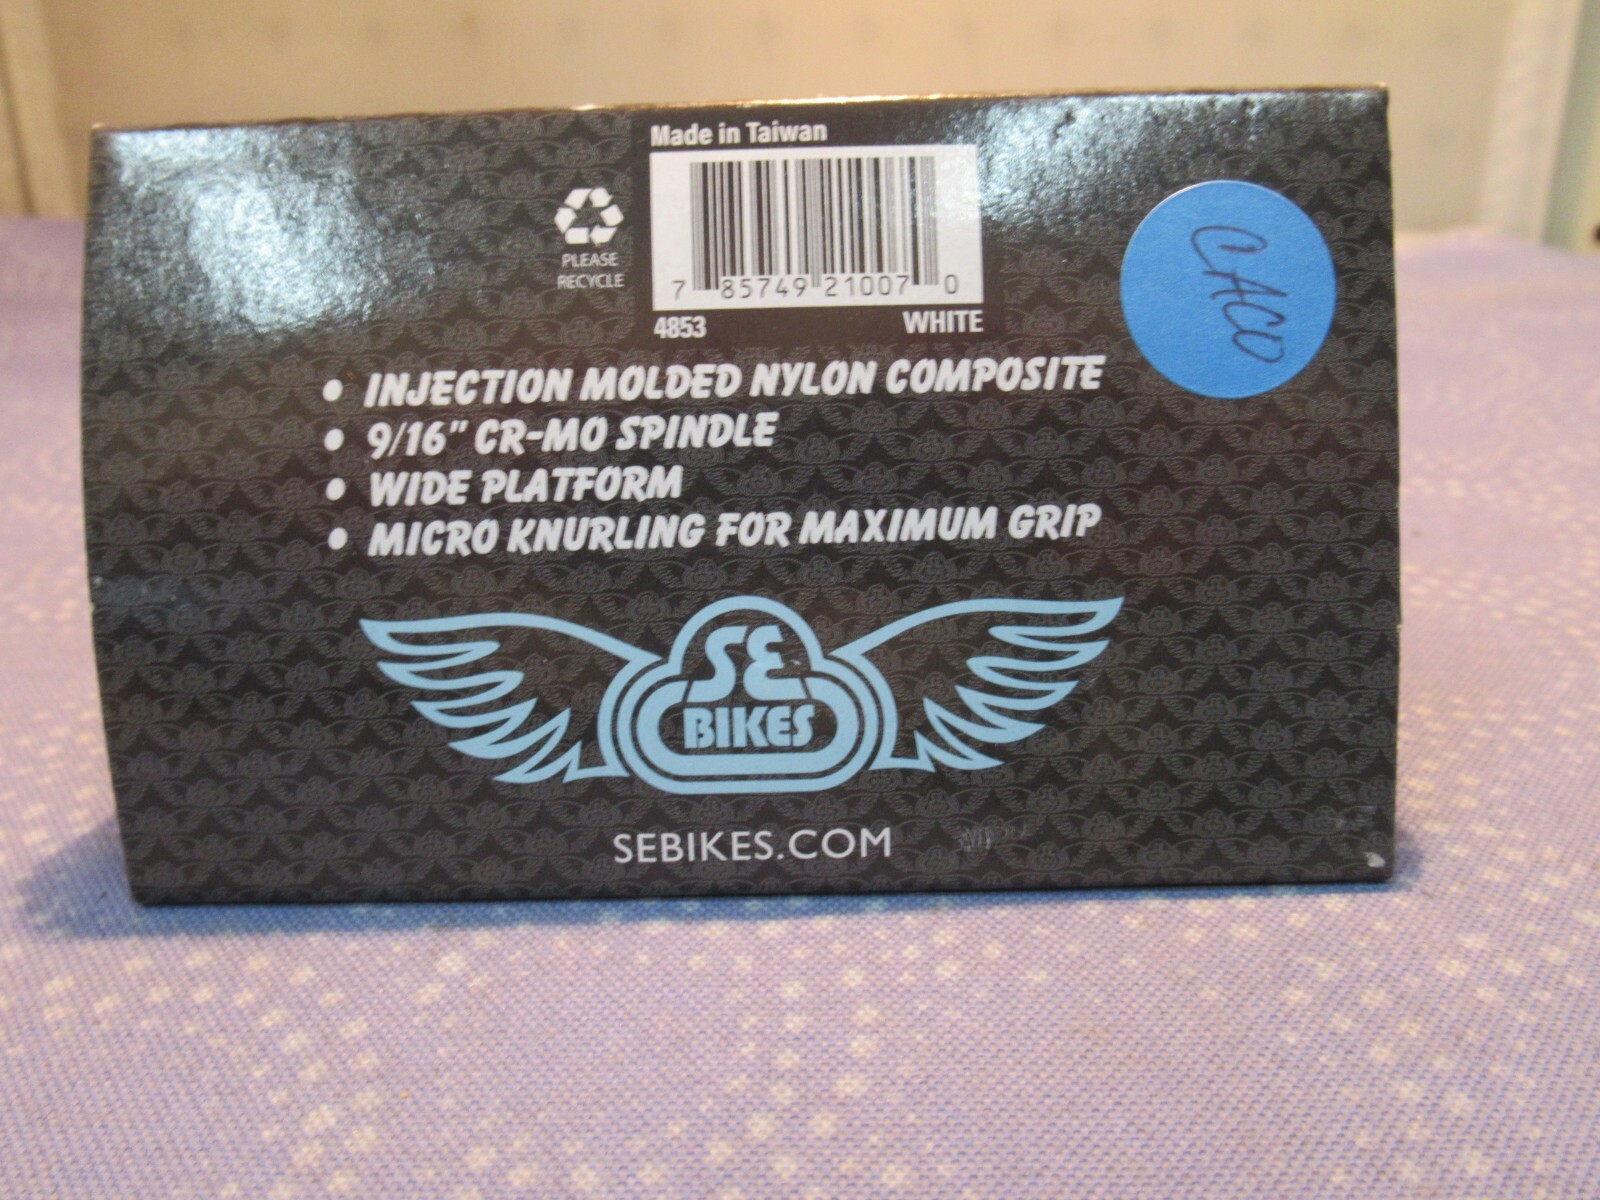 Made in Taiwan
PLEASE
RECYCLE
7 85749 21007 0
4853 WHITE
CACO
• INJECTION MOLDED NYLON COMPOSITE
• 9/16" CR-MO SPINDLE
• WIDE PLATFORM
• MICRO KNURLING FOR MAXIMUM GRIP
SE
BIKES
SEBIKES.COM